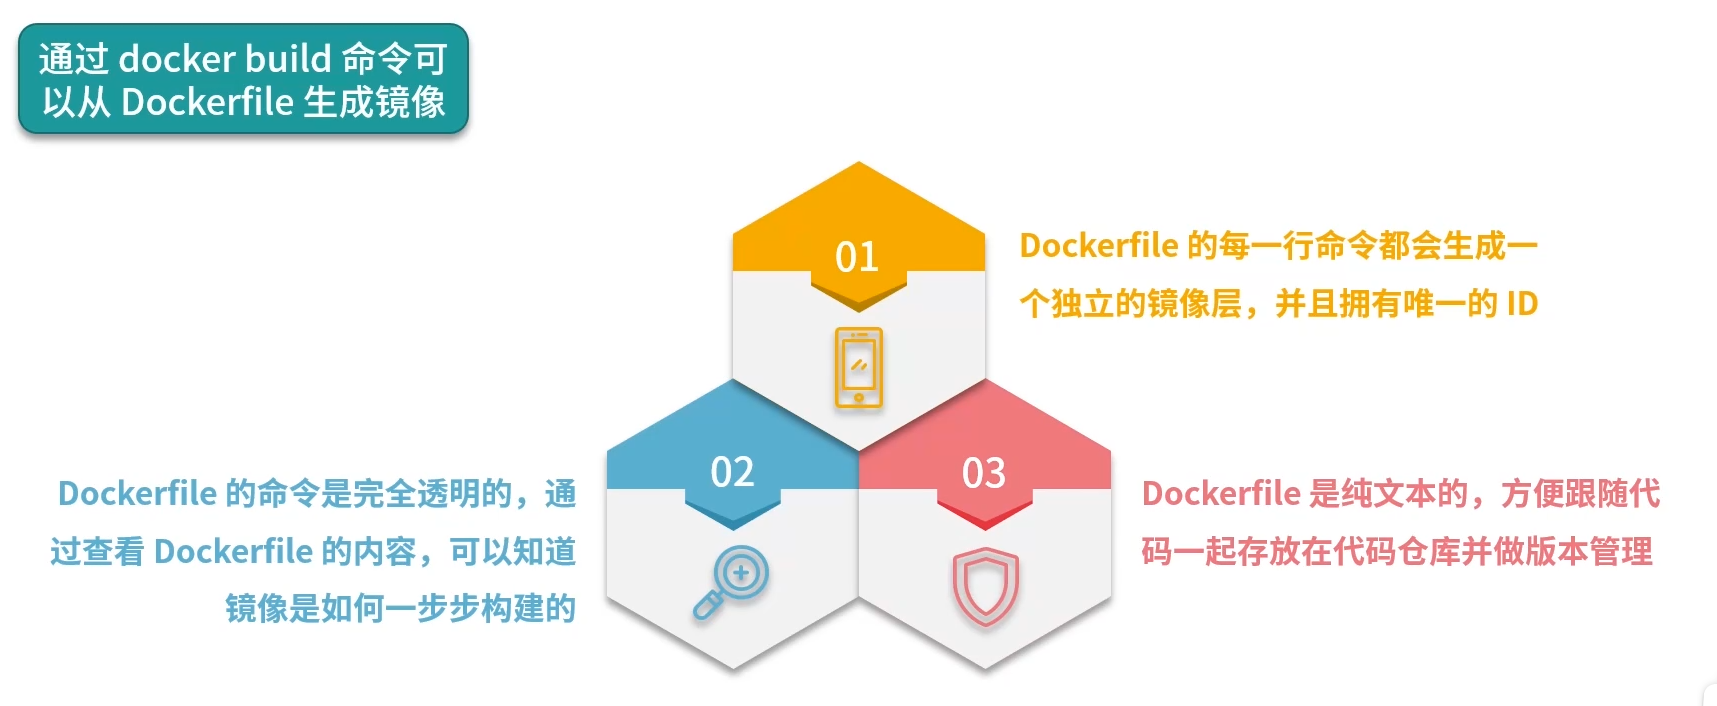 通过 docker build 命令可
以从 Dockerfile 生成镜像
01
Dockerfile 的每一行命令都会生成一
个独立的镜像层，并且拥有唯一的 ID
02
Dockerfile 的命令是完全透明的，通
过查看 Dockerfile 的内容，可以知道
镜像是如何一步步构建的
03
Dockerfile 是纯文本的，方便跟随代
码一起存放在代码仓库并做版本管理